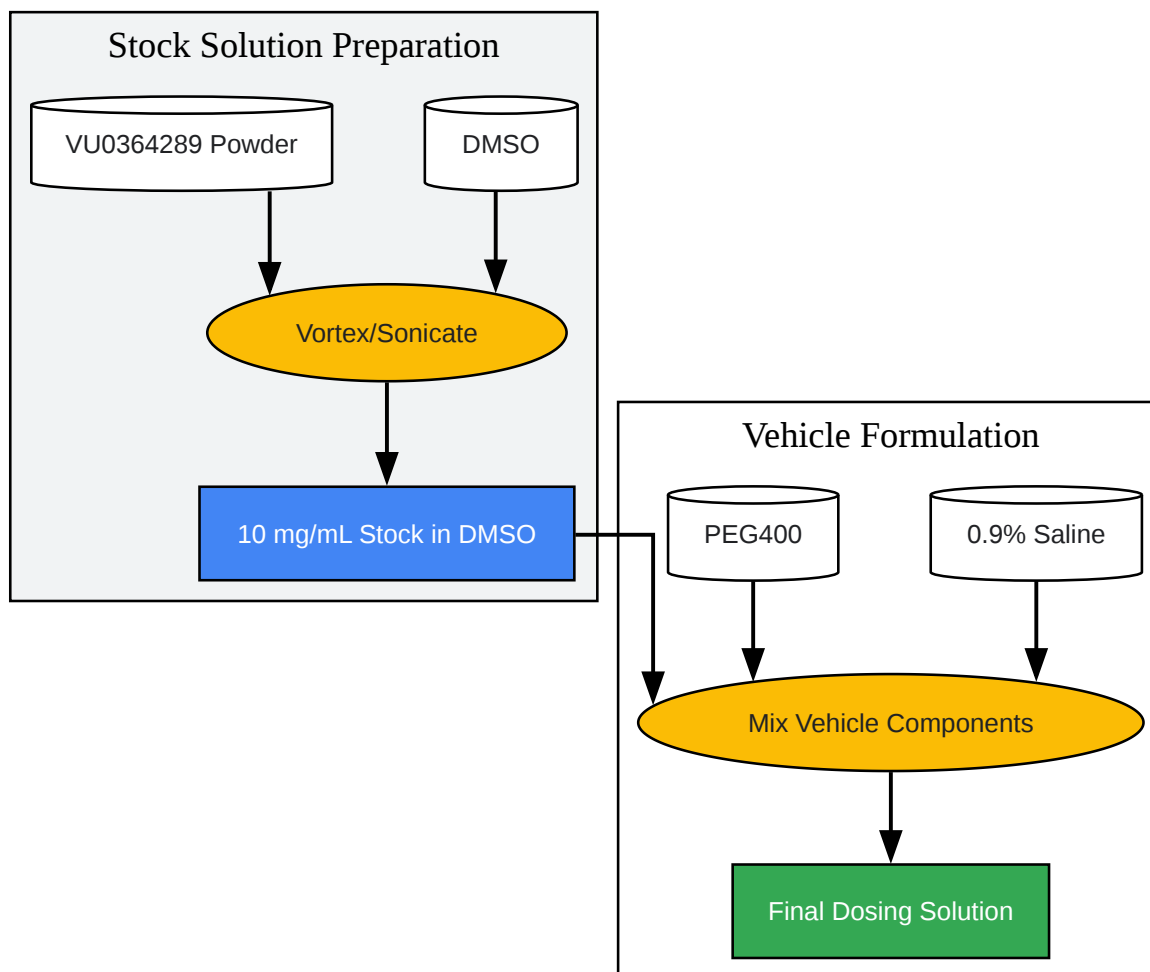 Stock Solution Preparation
VU0364289 Powder
DMSO
Vortex/Sonicate
10 mg/mL Stock in DMSO
Vehicle Formulation
PEG400
0.9% Saline
Mix Vehicle Components
Final Dosing Solution